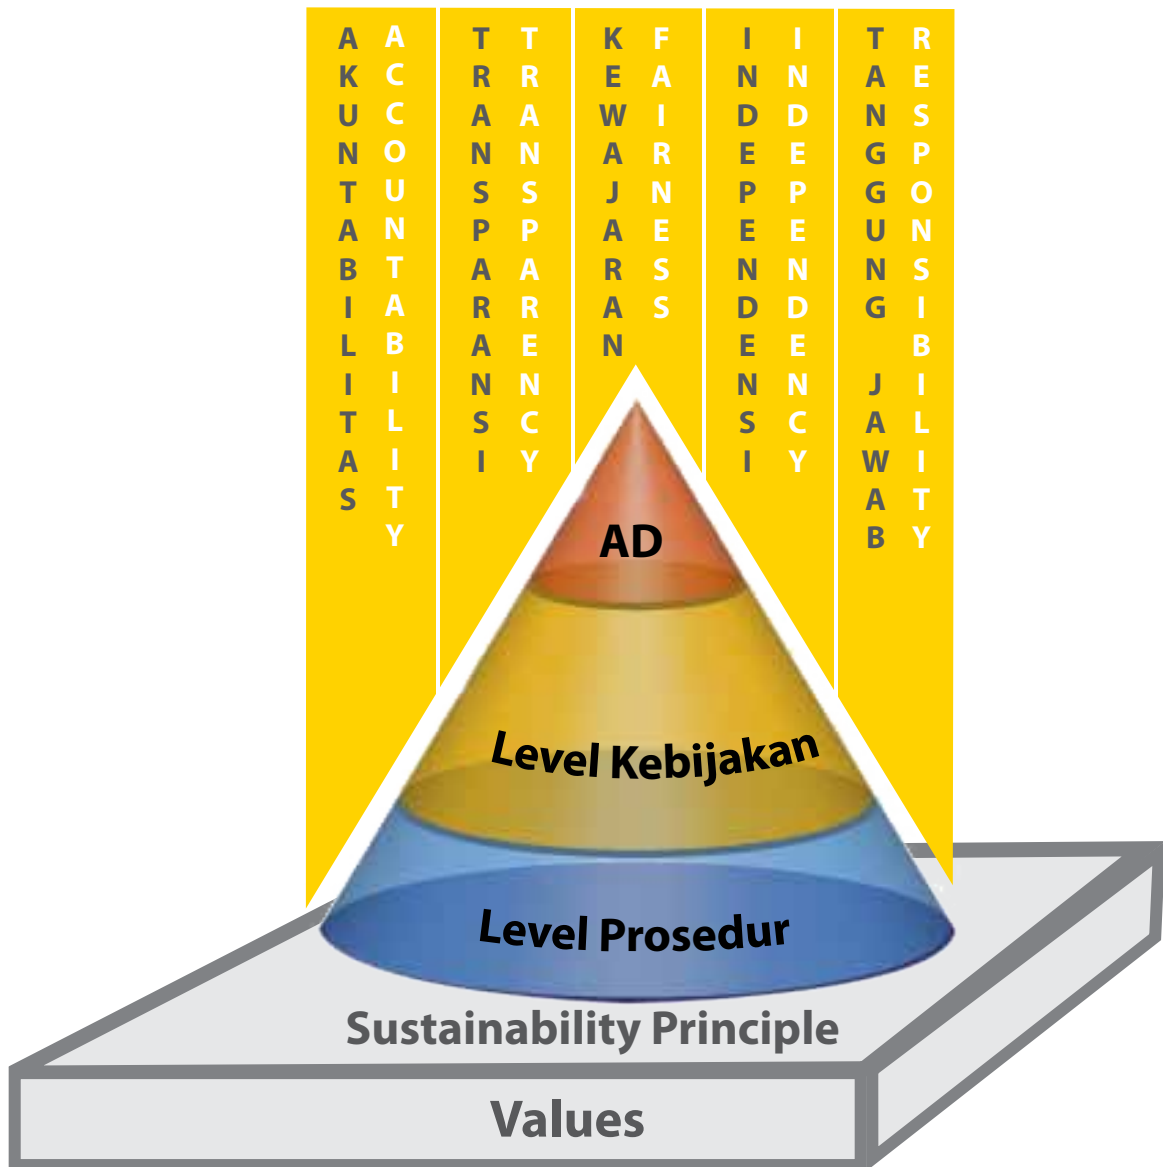 AKUNTABILITAS
ACCOUNTABILITY
TRANSPARANSI
TRANSPARENCY
KEWAJARAN
FAIRNESS
INDEPENDENSI
INDEPENDENCY
TANGGUNG JAWAB
RESPONSIBILITY
AD
Level Kebijakan
Level Prosedur
Sustainability Principle
Values